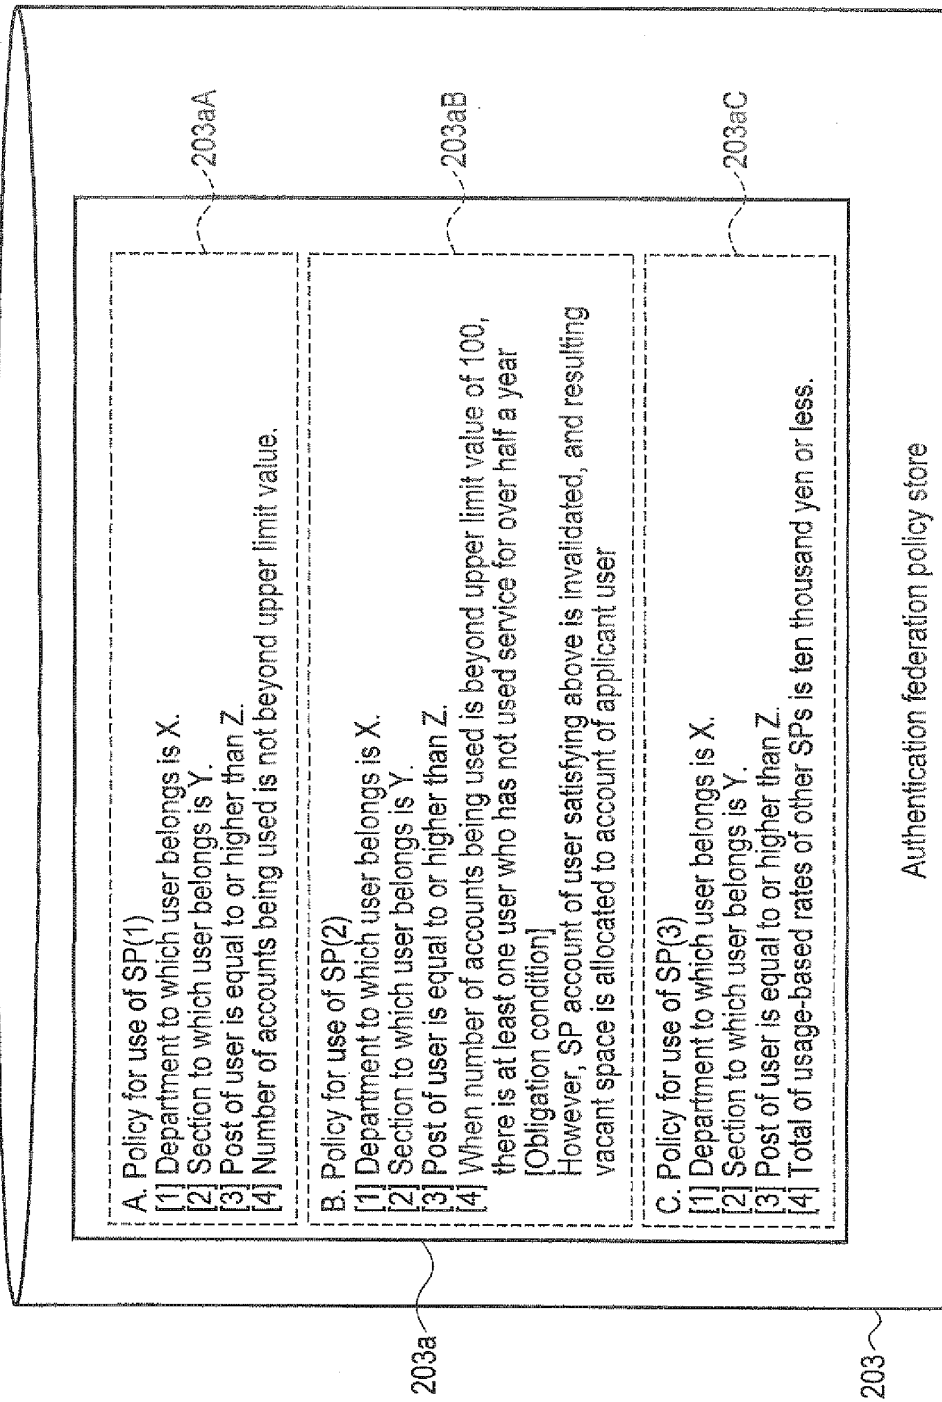 A. Policy for use of SP(1)
[1] Department to which user belongs is X.
[2] Section to which user belongs is Y.
[3] Post of user is equal to or higher than Z.
[4] Number of accounts being used is not beyond upper limit value.
203aA
B. Policy for use of SP(2)
[1] Department to which user belongs is X.
[2] Section to which user belongs is Y.
[3] Post of user is equal to or higher than Z.
[4] When number of accounts being used is beyond upper limit value of 100,
there is at least one user who has not used service for over half a year
[Obligation condition]
However, SP account of user satisfying above is invalidated, and resulting
vacant space is allocated to account of applicant user
203aB
C. Policy for use of SP(3)
[1] Department to which user belongs is X.
[2] Section to which user belongs is Y.
[3] Post of user is equal to or higher than Z.
[4] Total of usage-based rates of other SPs is ten thousand yen or less.
203aC
203a
203
Authentication federation policy store